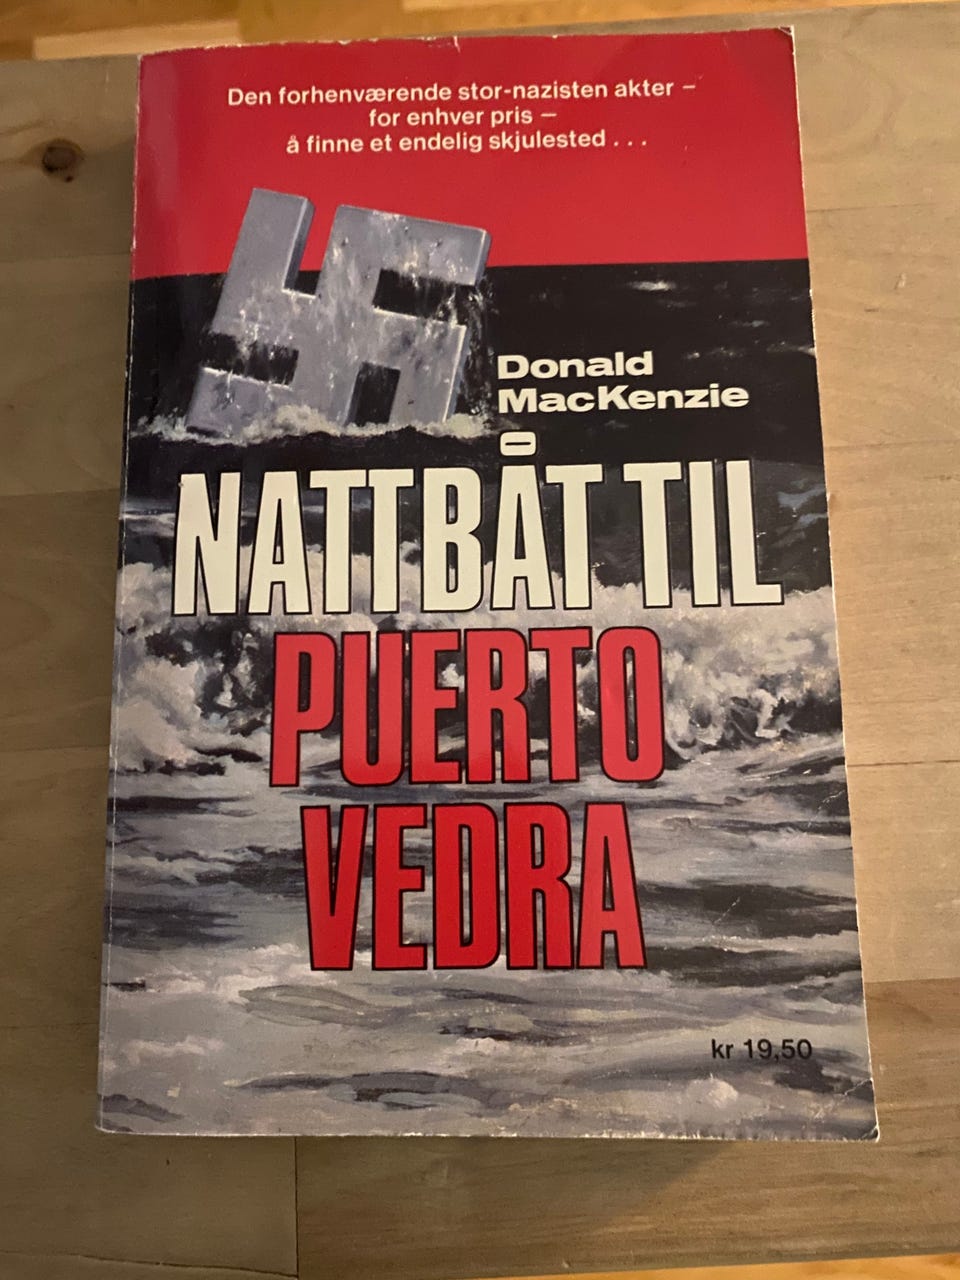 Den forhenværende stor-nazisten akter –
for enhver pris –
å finne et endelig skjulested . . .
Donald
MacKenzie
NATTBÅT TIL
PUERTO
VEDRA
kr 19,50